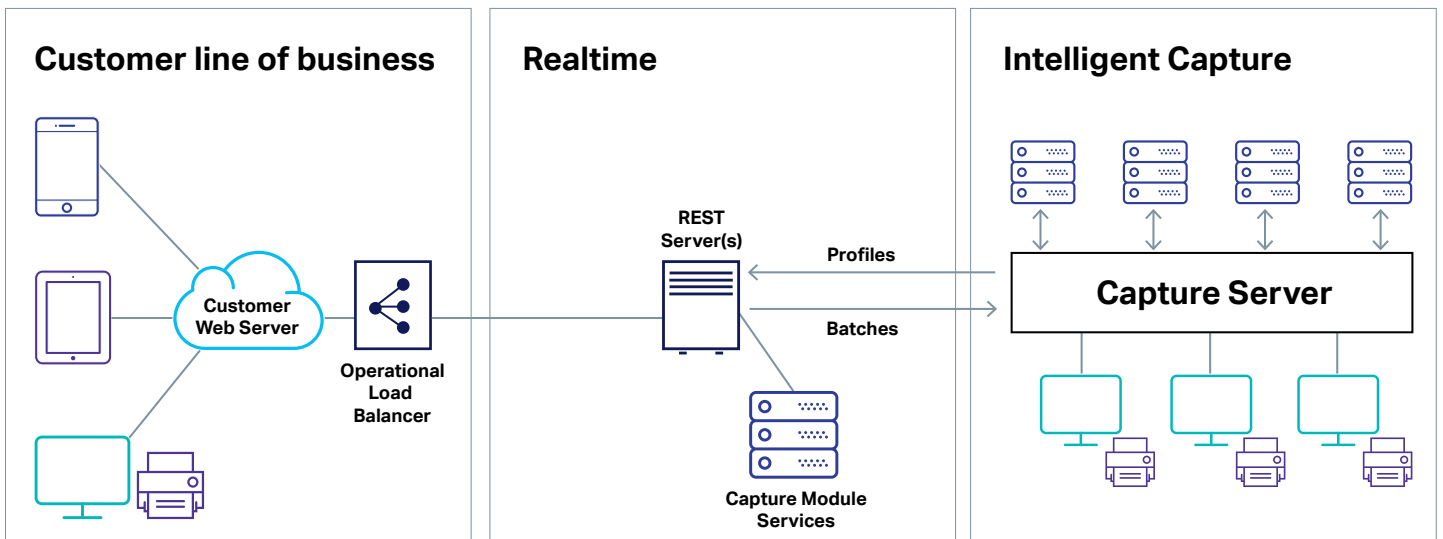 Customer line of business
Customer
Web Server
Operational
Load
Balancer
Realtime
REST
Server(s)
Profiles
Batches
Capture Module
Services
Intelligent Capture
Capture Server